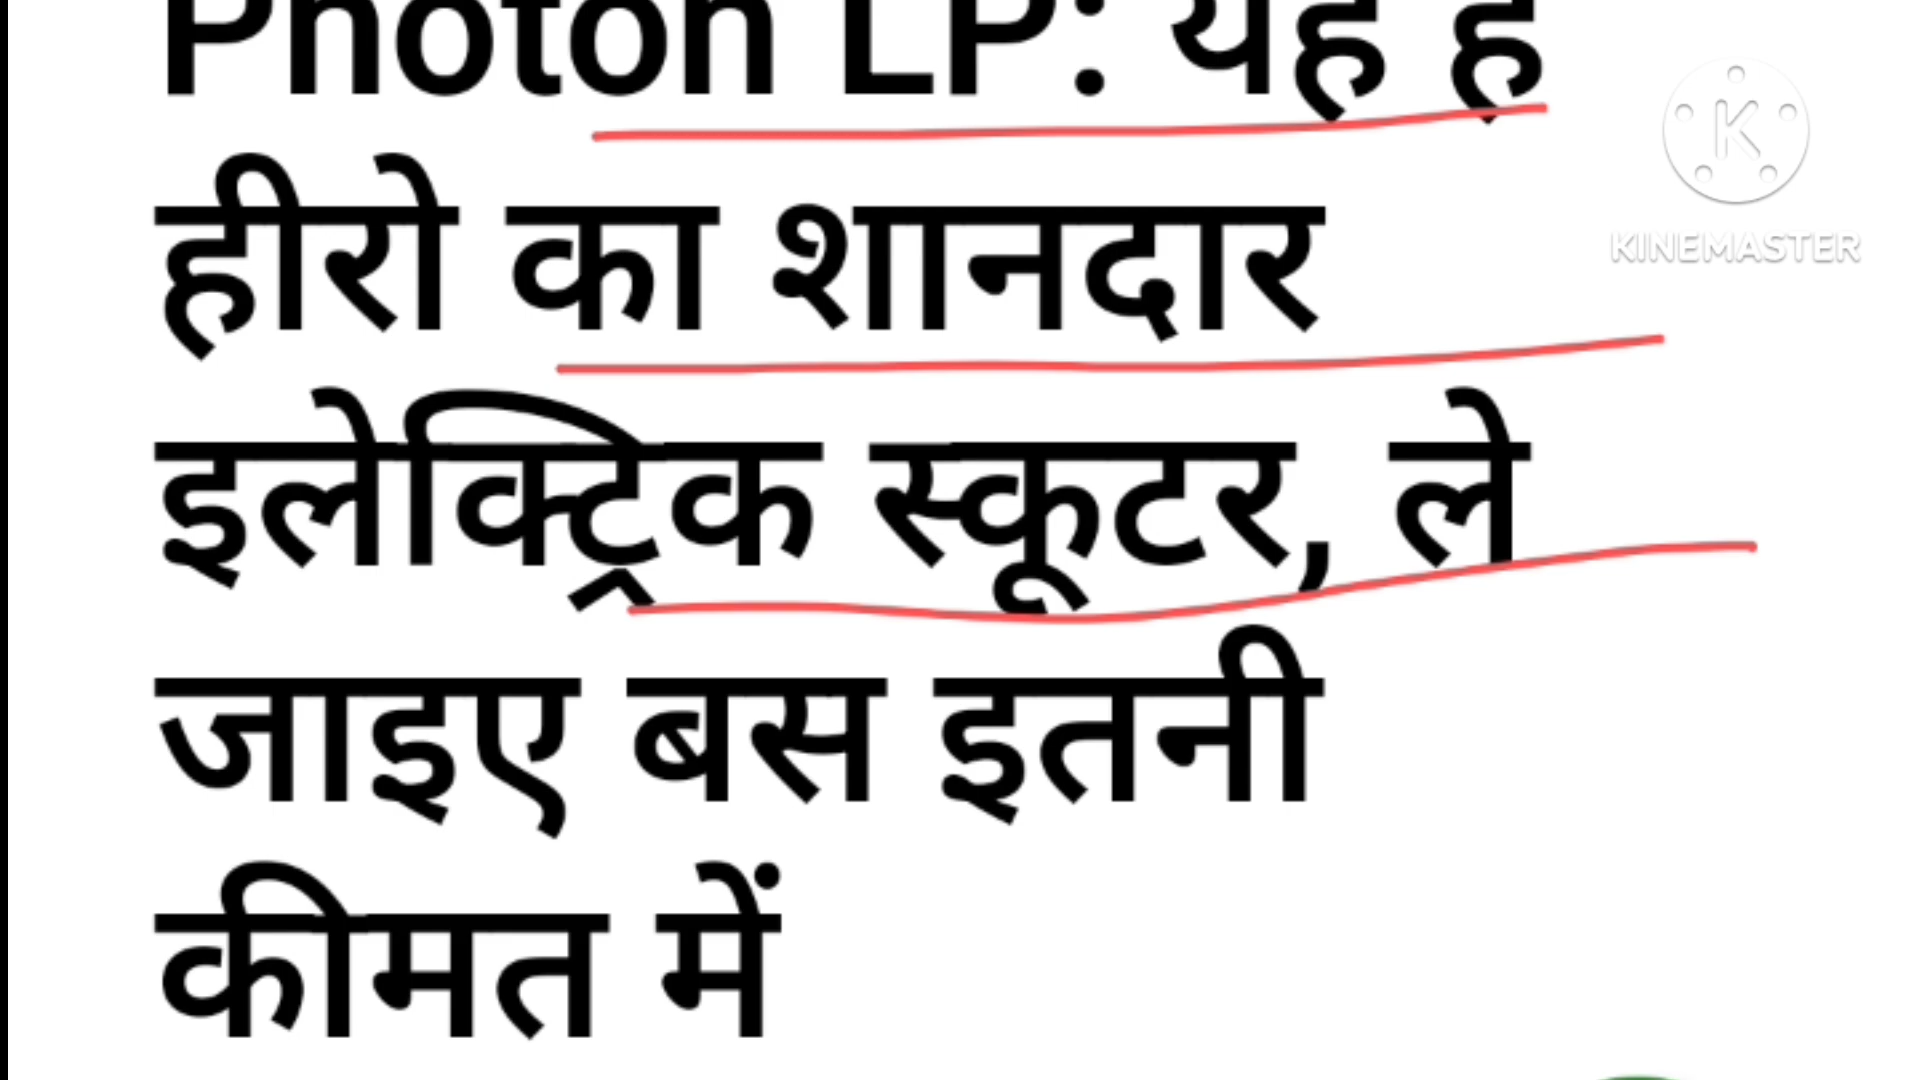 Photon LP: यह है
हीरो का शानदार
इलेक्ट्रिक स्कूटर, ले
जाइए बस इतनी
कीमत में
K
KINEMASTER